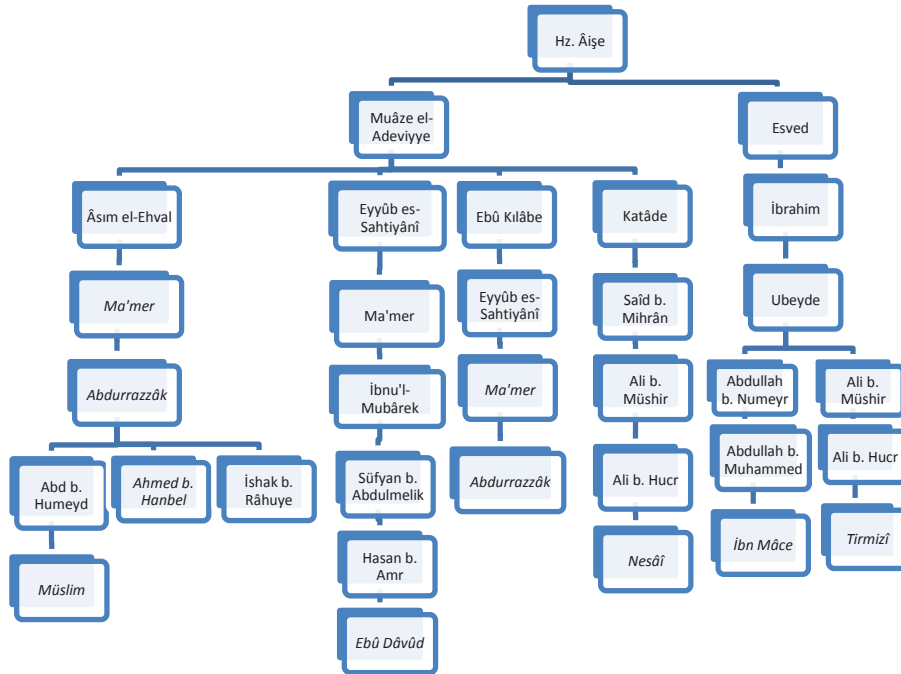 Hz. Âişe
Muâze el-
Adeviyye
Esved
Âsım el-Ehval
Eyyûb es-
Sahtiyânî
Ebû Kılâbe
Katâde
İbrahim
Ma'mer
Ma'mer
Eyyûb es-
Sahtiyânî
Saîd b.
Mihrân
Ubeyde
Abdurrazzâk
İbnu'l-
Mubârek
Ma'mer
Ali b.
Müshir
Abdullah
b. Numeyr
Ali b.
Müshir
Abd b.
Humeyd
Ahmed b.
Hanbel
İshak b.
Râhuye
Süfyan b.
Abdulmelik
Abdurrazzâk
Ali b. Hucr
Abdullah b.
Muhammed
Ali b. Hucr
Müslim
Hasan b.
Amr
Nesâî
İbn Mâce
Tirmizî
Ebû Dâvûd